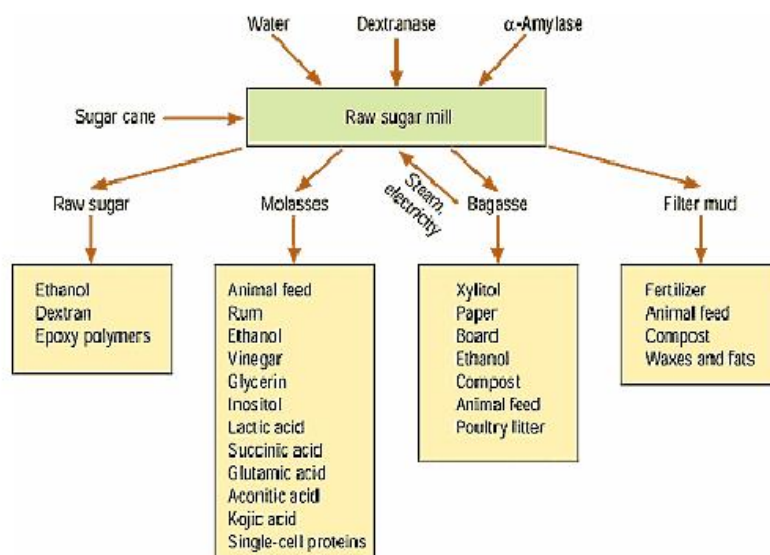 Water
Dextranase
α-Amylase
Sugar cane
Raw sugar mill
Steam,
electricity
Raw sugar
Molasses
Bagasse
Filter mud
Ethanol
Dextran
Epoxy polymers
Animal feed
Rum
Ethanol
Vinegar
Glycerin
Inositol
Lactic acid
Succinic acid
Glutamic acid
Aconitic acid
Kojic acid
Single-cell proteins
Xylitol
Paper
Board
Ethanol
Compost
Animal feed
Poultry litter
Fertilizer
Animal feed
Compost
Waxes and fats